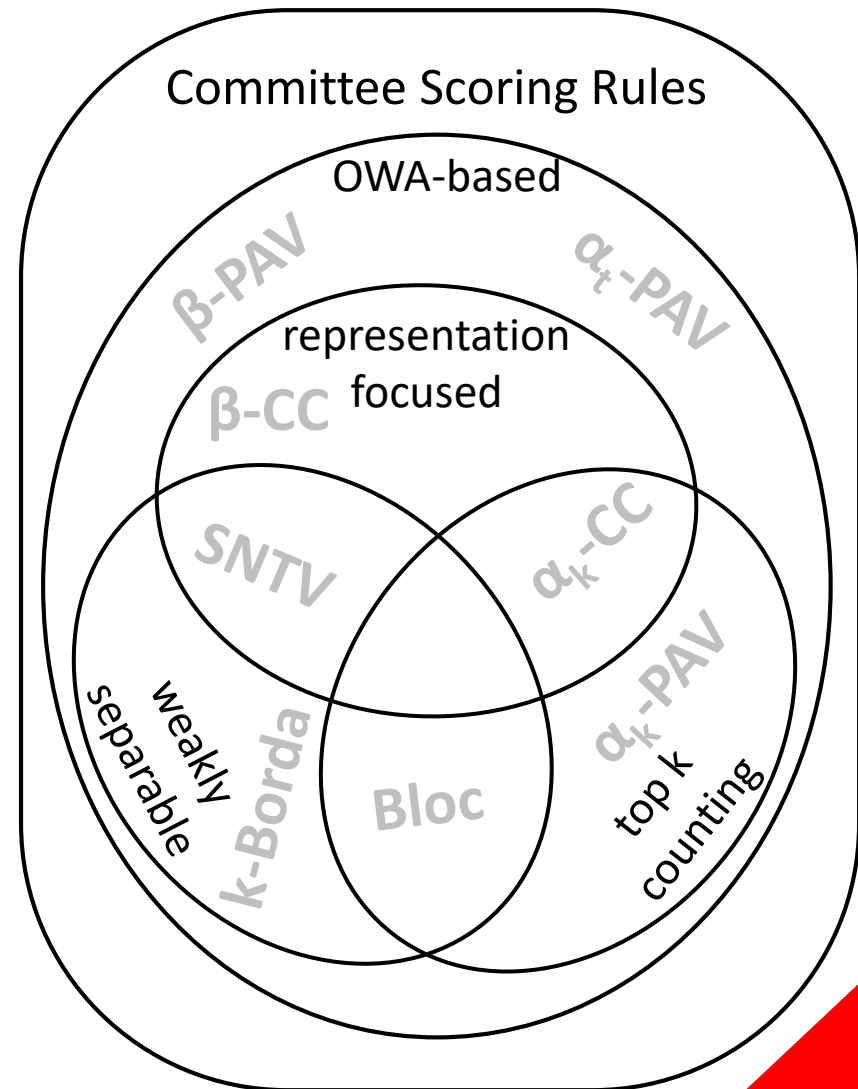 Committee Scoring Rules
OWA-based
β-PAV
αt-PAV
representation
focused
β-CC
SNTV
αk-CC
αk-PAV
weakly
separable
k-Borda
Bloc
top k
counting